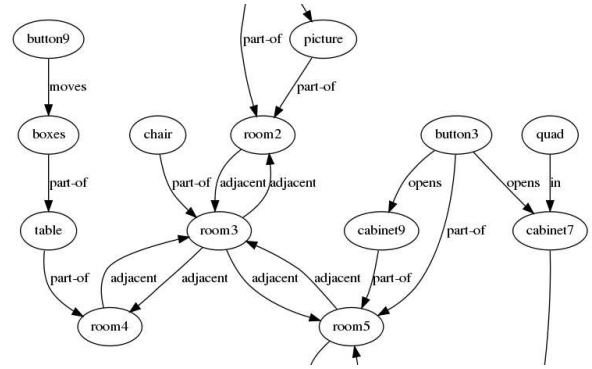 button9
picture
part-of
moves
part-of
boxes
chair
room2
button3
quad
part-of
part-of
adjacent
adjacent
opens
opens
in
table
room3
cabinet9
part-of
cabinet7
part-of
adjacent
adjacent
adjacent
adjacent
part-of
room4
room5